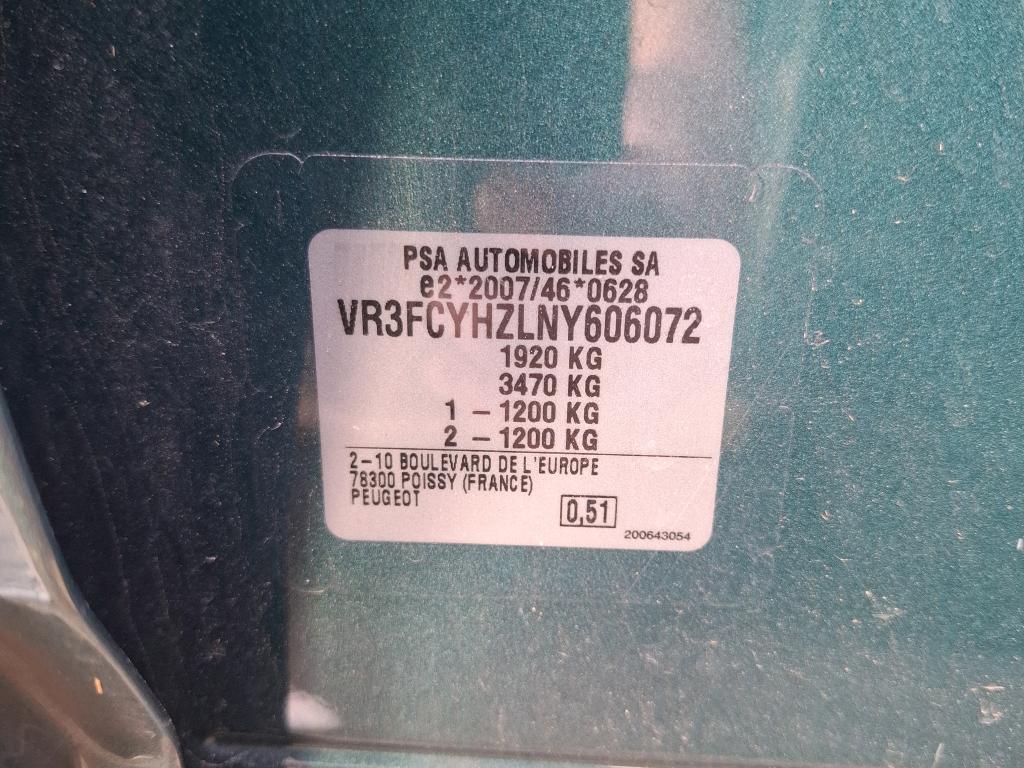 PSA AUTOMOBILES SA
e2*2007/46*0628
VR3FCYHZLNY606072
1920 KG
3470 KG
1 - 1200 KG
2 - 1200 KG
2-10 BOULEVARD DE L'EUROPE
78300 POISSY (FRANCE)
PEUGEOT
0,51
200643054